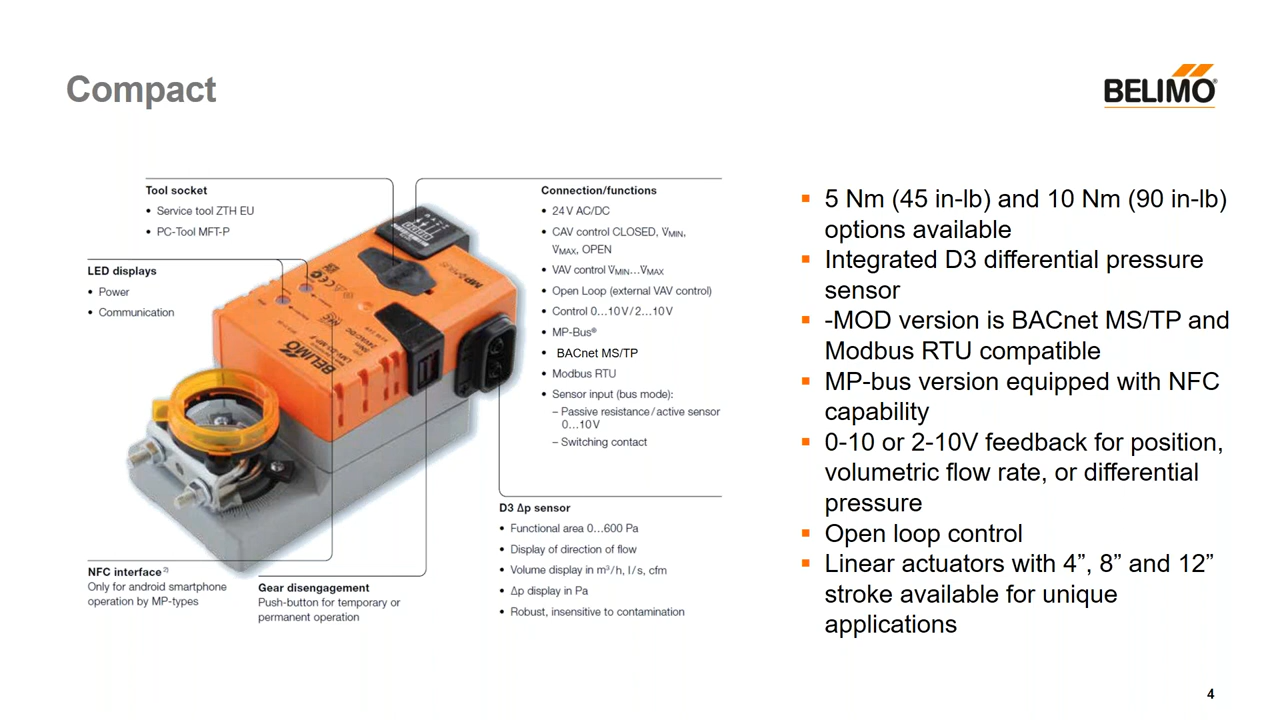 Compact
BELIMO®
Tool socket
• Service tool ZTH EU
• PC-Tool MFT-P
LED displays
• Power
• Communication
NFC interface 2)
Only for android smartphone
operation by MP-types
Gear disengagement
Push-button for temporary or
permanent operation
Connection/functions
• 24 V AC/DC
• CAV control CLOSED, V̇MIN,
V̇MAX, OPEN
• VAV control V̇MIN…V̇MAX
• Open Loop (external VAV control)
• Control 0…10 V / 2…10 V
• MP-Bus®
• BACnet MS/TP
• Modbus RTU
• Sensor input (bus mode):
– Passive resistance / active sensor
0…10 V
– Switching contact
D3 Δp sensor
• Functional area 0…600 Pa
• Display of direction of flow
• Volume display in m³/h, l/s, cfm
• Δp display in Pa
• Robust, insensitive to contamination
BELIMO
▪ 5 Nm (45 in-lb) and 10 Nm (90 in-lb)
options available
▪ Integrated D3 differential pressure
sensor
▪ -MOD version is BACnet MS/TP and
Modbus RTU compatible
▪ MP-bus version equipped with NFC
capability
▪ 0-10 or 2-10V feedback for position,
volumetric flow rate, or differential
pressure
▪ Open loop control
▪ Linear actuators with 4”, 8” and 12”
stroke available for unique
applications
4